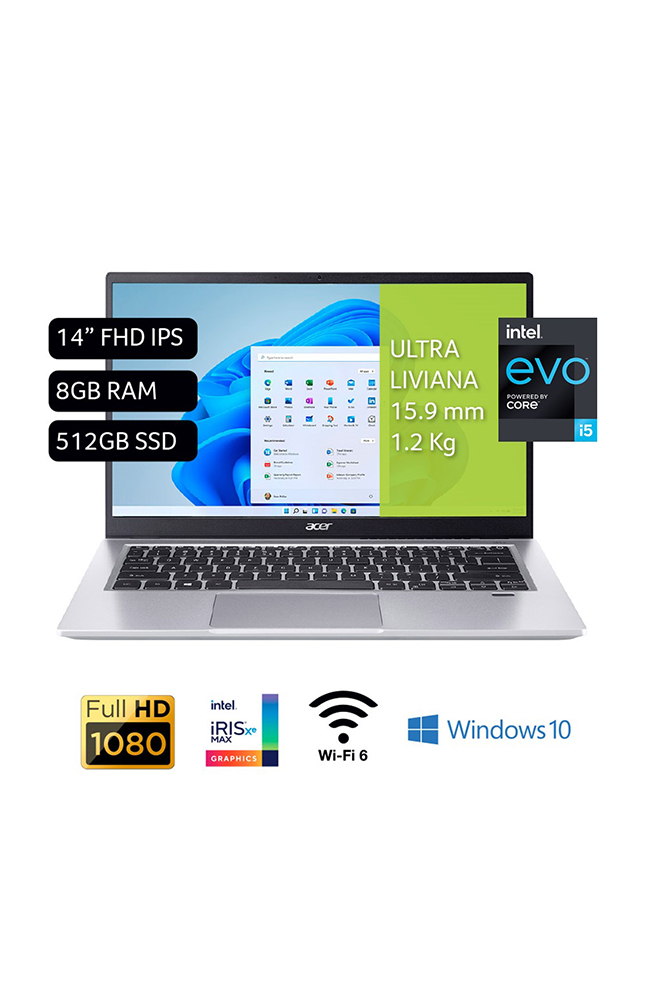 14” FHD IPS
8GB RAM
512GB SSD
ULTRA
LIVIANA
15.9 mm
1.2 Kg
intel.
evo
POWERED BY
CORE
i5
acer
Full HD
1080
intel.
iRIS Xe
MAX
GRAPHICS
Wi-Fi 6
Windows 10